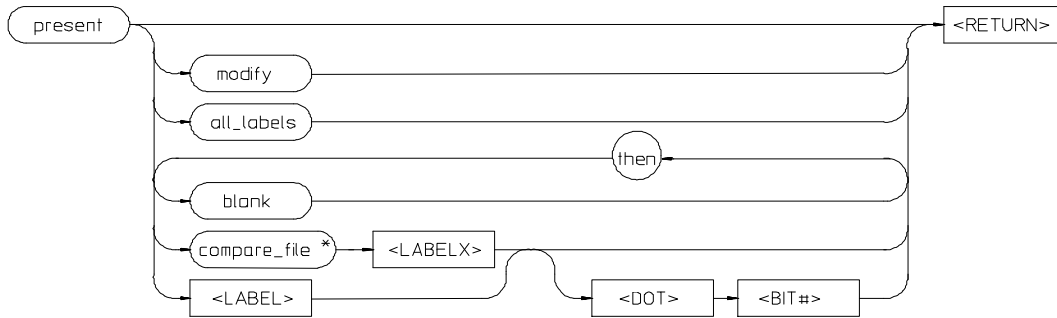 present <RETURN>
modify
all_labels
then
blank
compare_file * <LABELX>
<LABEL> <DOT> <BIT#>